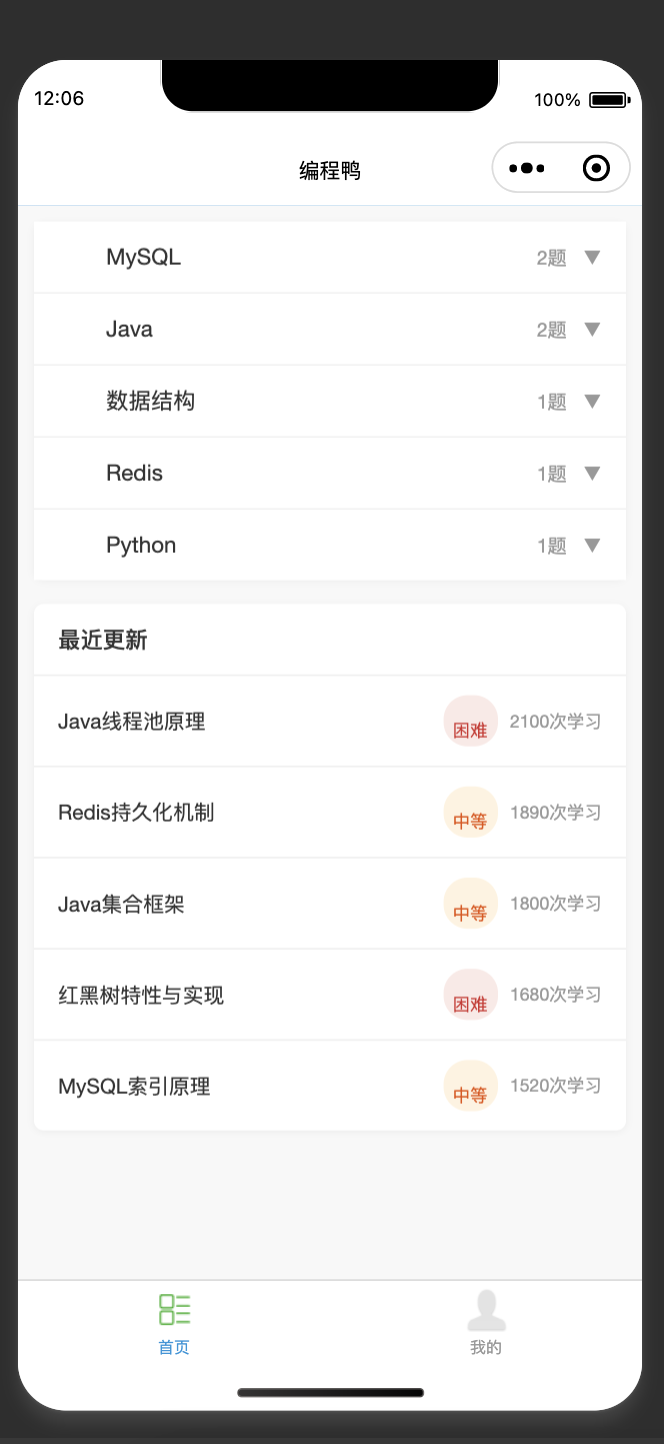 12:06
100%
编程鸭
MySQL 2题 ▼
Java 2题 ▼
数据结构 1题 ▼
Redis 1题 ▼
Python 1题 ▼
最近更新
Java线程池原理 困难 2100次学习
Redis持久化机制 中等 1890次学习
Java集合框架 中等 1800次学习
红黑树特性与实现 困难 1680次学习
MySQL索引原理 中等 1520次学习
首页
我的